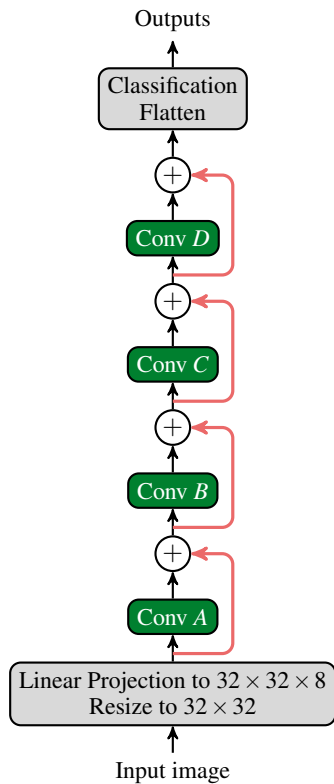 Outputs
Classification
Flatten
+
Conv D
+
Conv C
+
Conv B
+
Conv A
Linear Projection to 32 × 32 × 8
Resize to 32 × 32
Input image